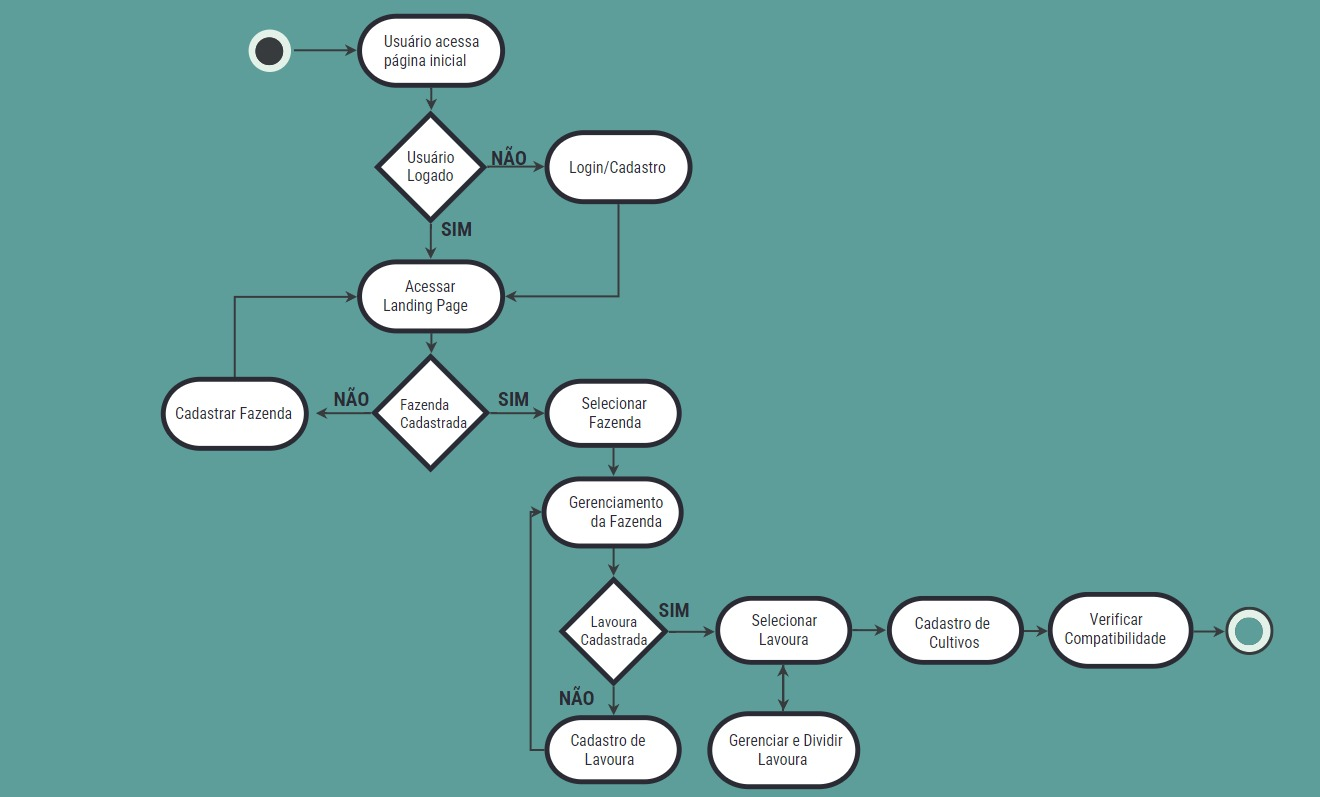 Usuário acessa
página inicial
Usuário
Logado
NÃO
Login/Cadastro
SIM
Acessar
Landing Page
Cadastrar Fazenda
NÃO
Fazenda
Cadastrada
SIM
Selecionar
Fazenda
Gerenciamento
da Fazenda
Lavoura
Cadastrada
SIM
Selecionar
Lavoura
Cadastro de
Cultivos
Verificar
Compatibilidade
NÃO
Cadastro de
Lavoura
Gerenciar e Dividir
Lavoura